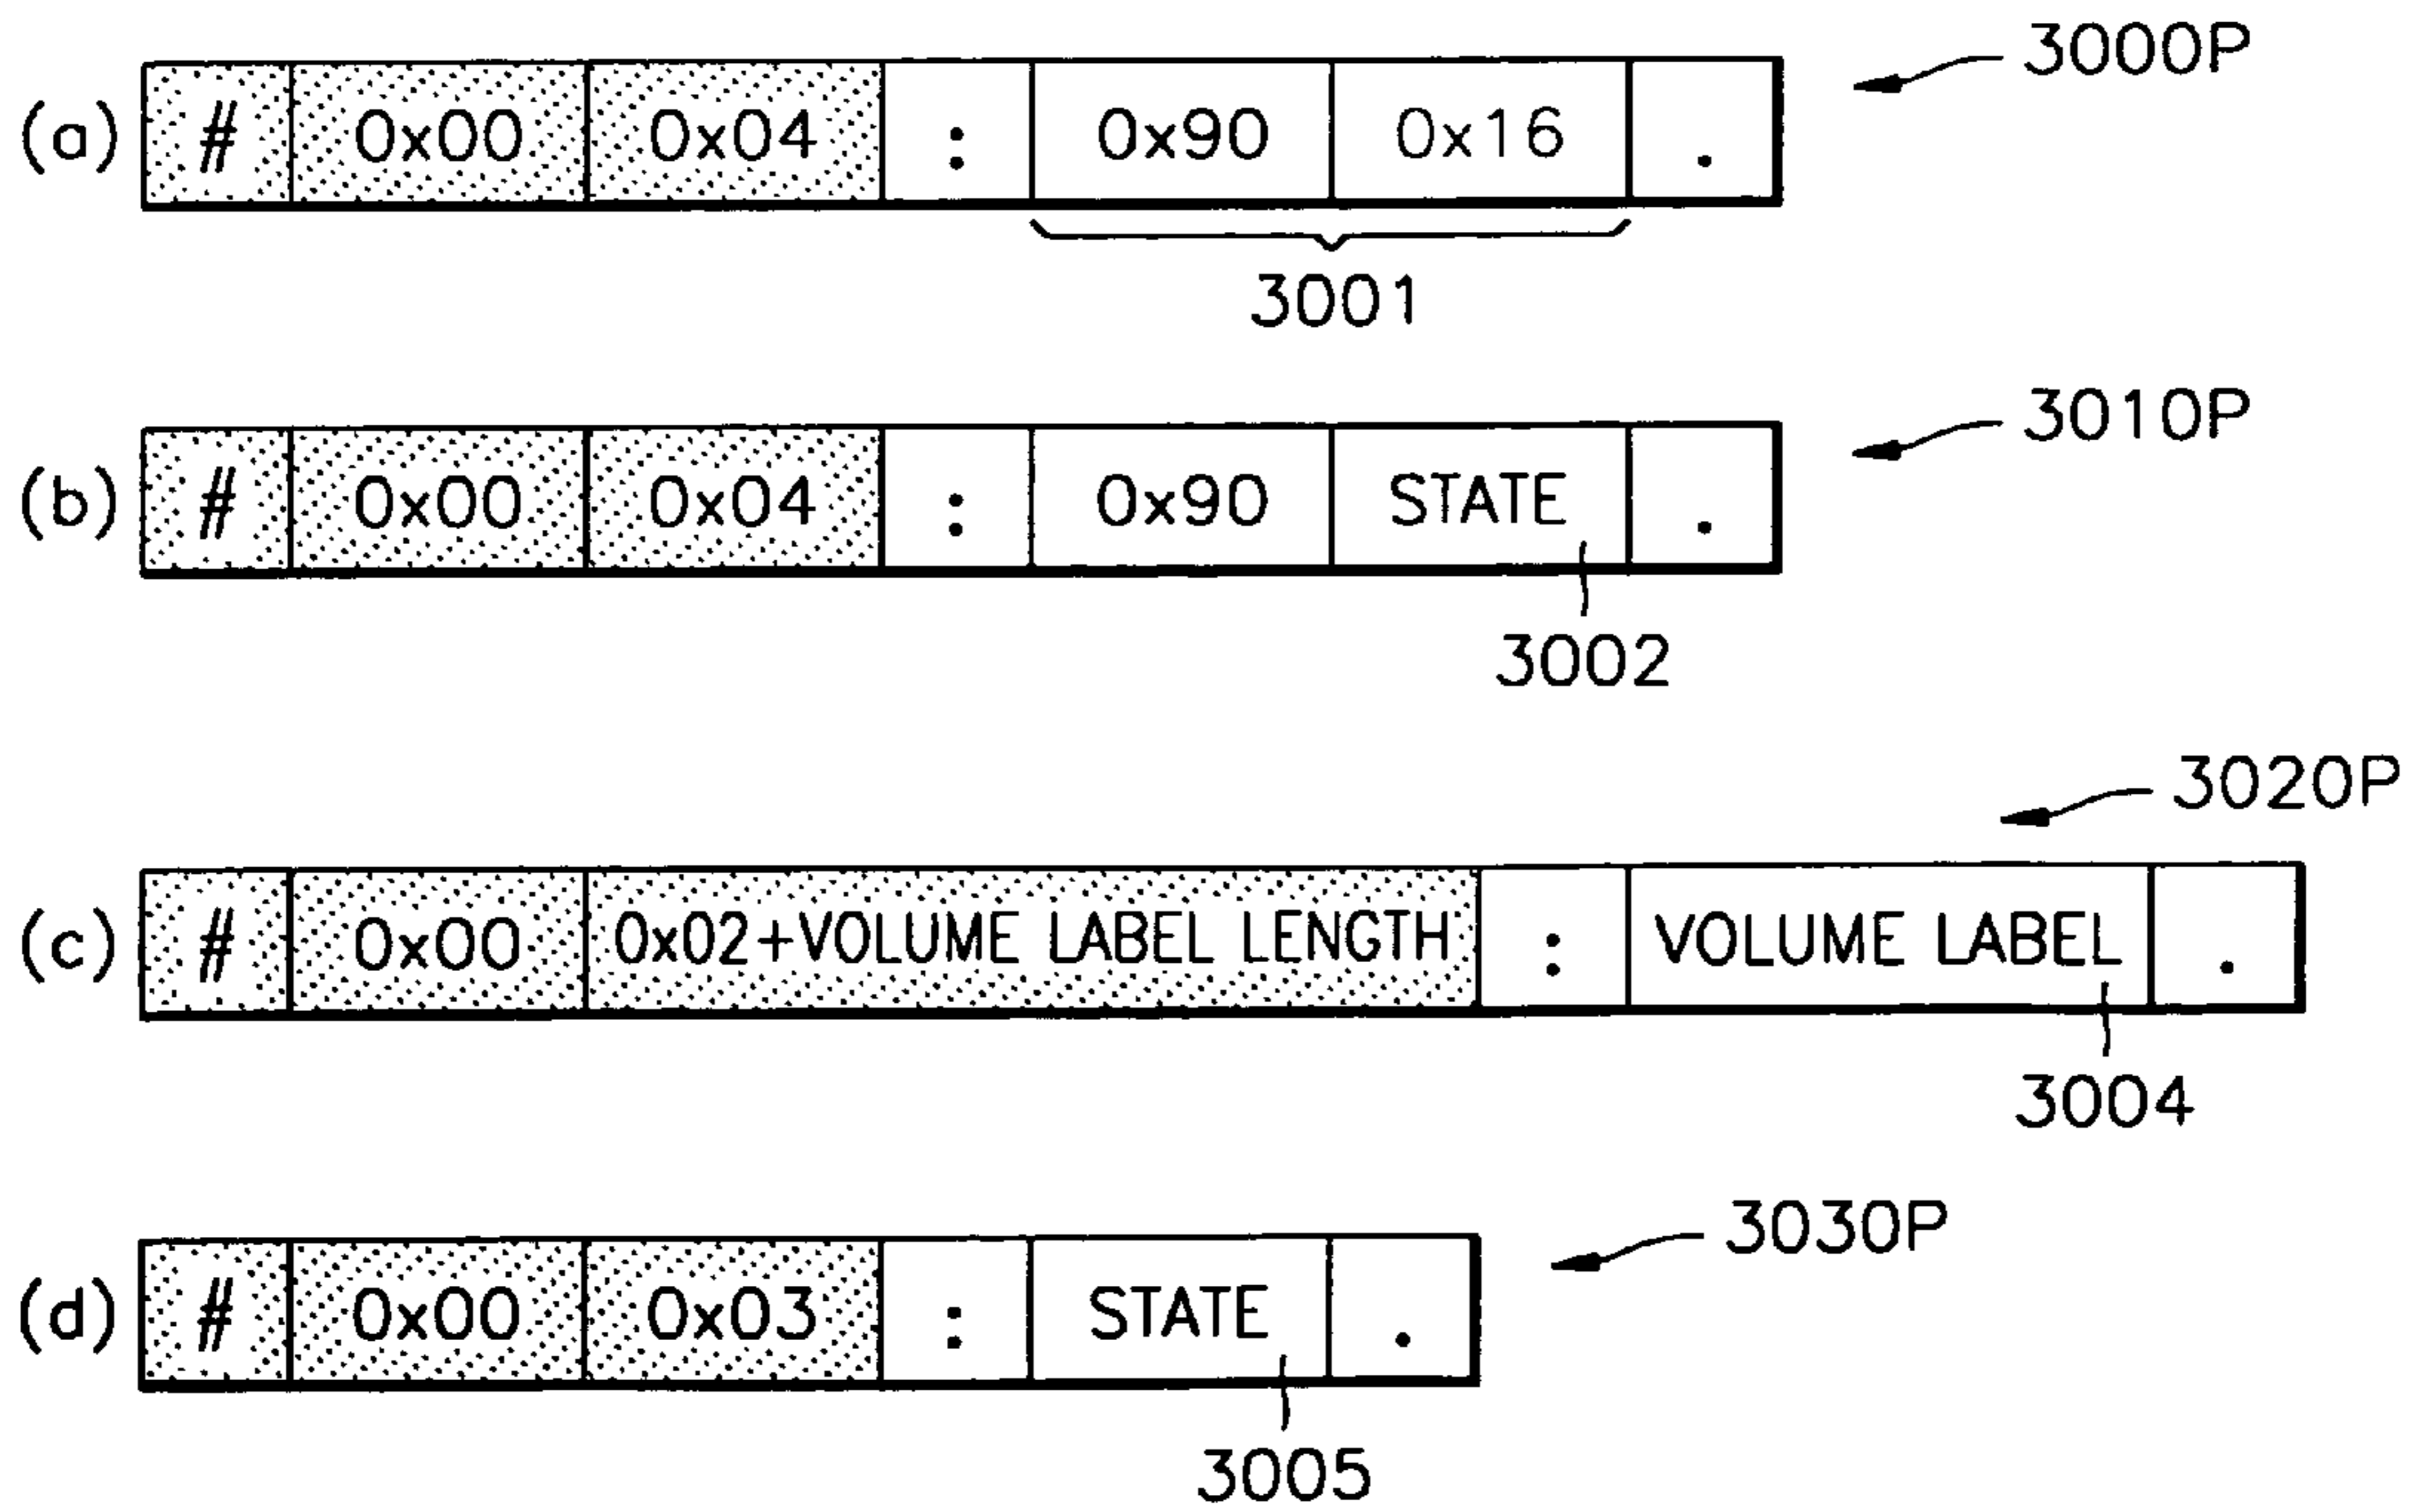 3000P
(a) # 0x00 0x04 : 0x90 0x16 .
3001
3010P
(b) # 0x00 0x04 : 0x90 STATE .
3002
3020P
(c) # 0x00 0x02+VOLUME LABEL LENGTH : VOLUME LABEL .
3004
3030P
(d) # 0x00 0x03 : STATE .
3005